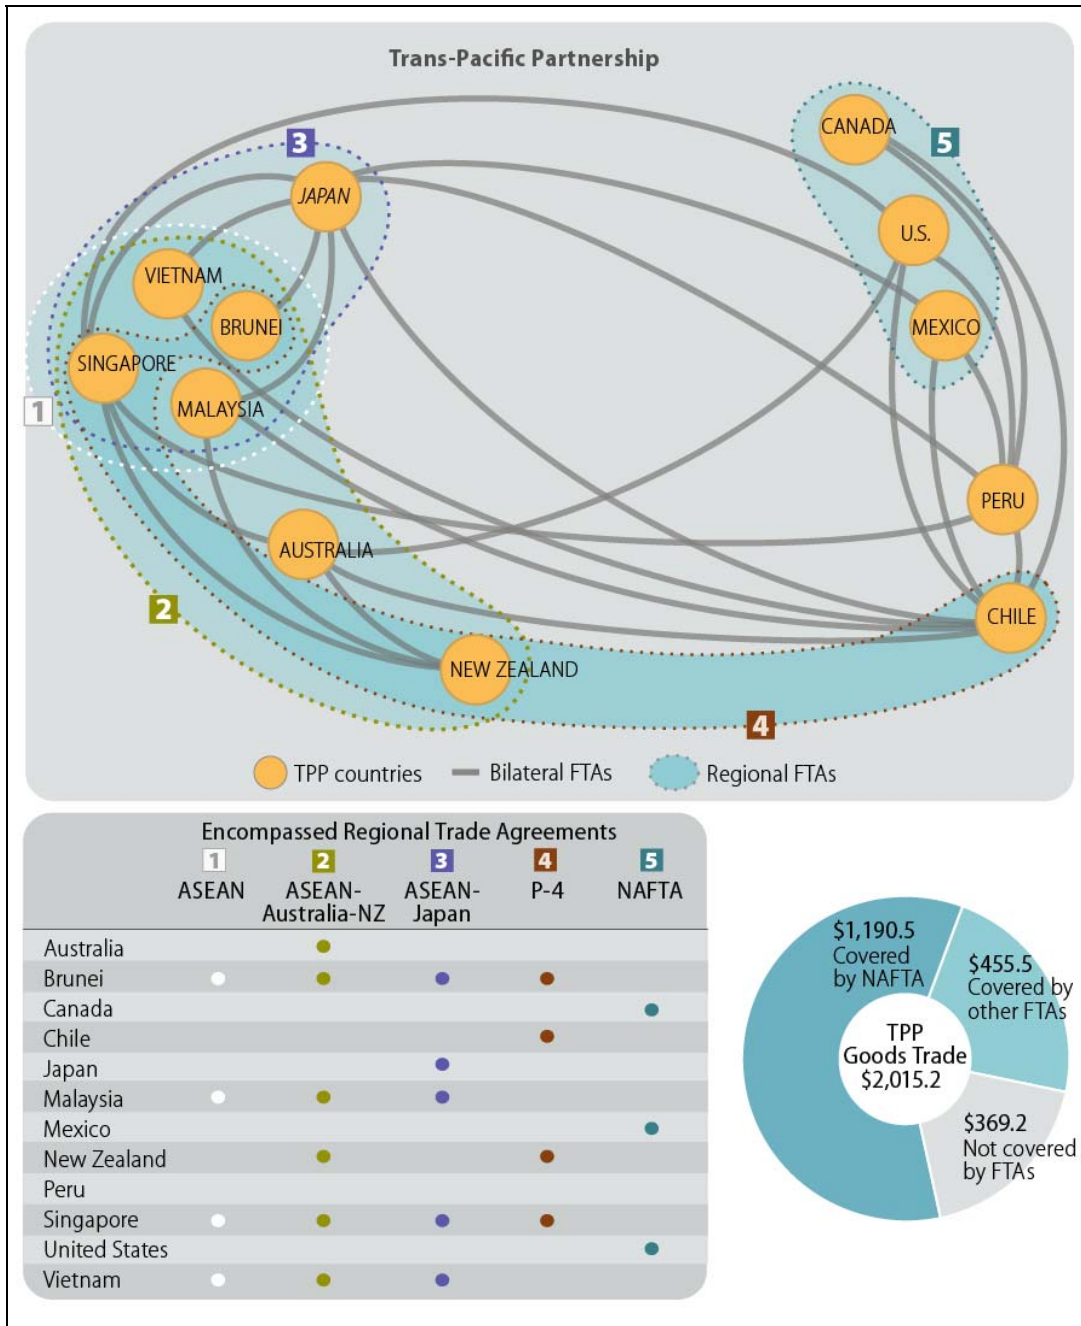 Trans-Pacific Partnership
3
CANADA
5
JAPAN
U.S.
VIETNAM
BRUNEI
MEXICO
SINGAPORE
1
MALAYSIA
PERU
AUSTRALIA
2
CHILE
NEW ZEALAND
4
TPP countries
Bilateral FTAs
Regional FTAs
Encompassed Regional Trade Agreements
1 2 3 4 5
ASEAN ASEAN- ASEAN- P-4 NAFTA
Australia-NZ Japan
Australia
Brunei
Canada
Chile
Japan
Malaysia
Mexico
New Zealand
Peru
Singapore
United States
Vietnam
$1,190.5
Covered
by NAFTA
$455.5
Covered by
other FTAs
TPP
Goods Trade
$2,015.2
$369.2
Not covered
by FTAs